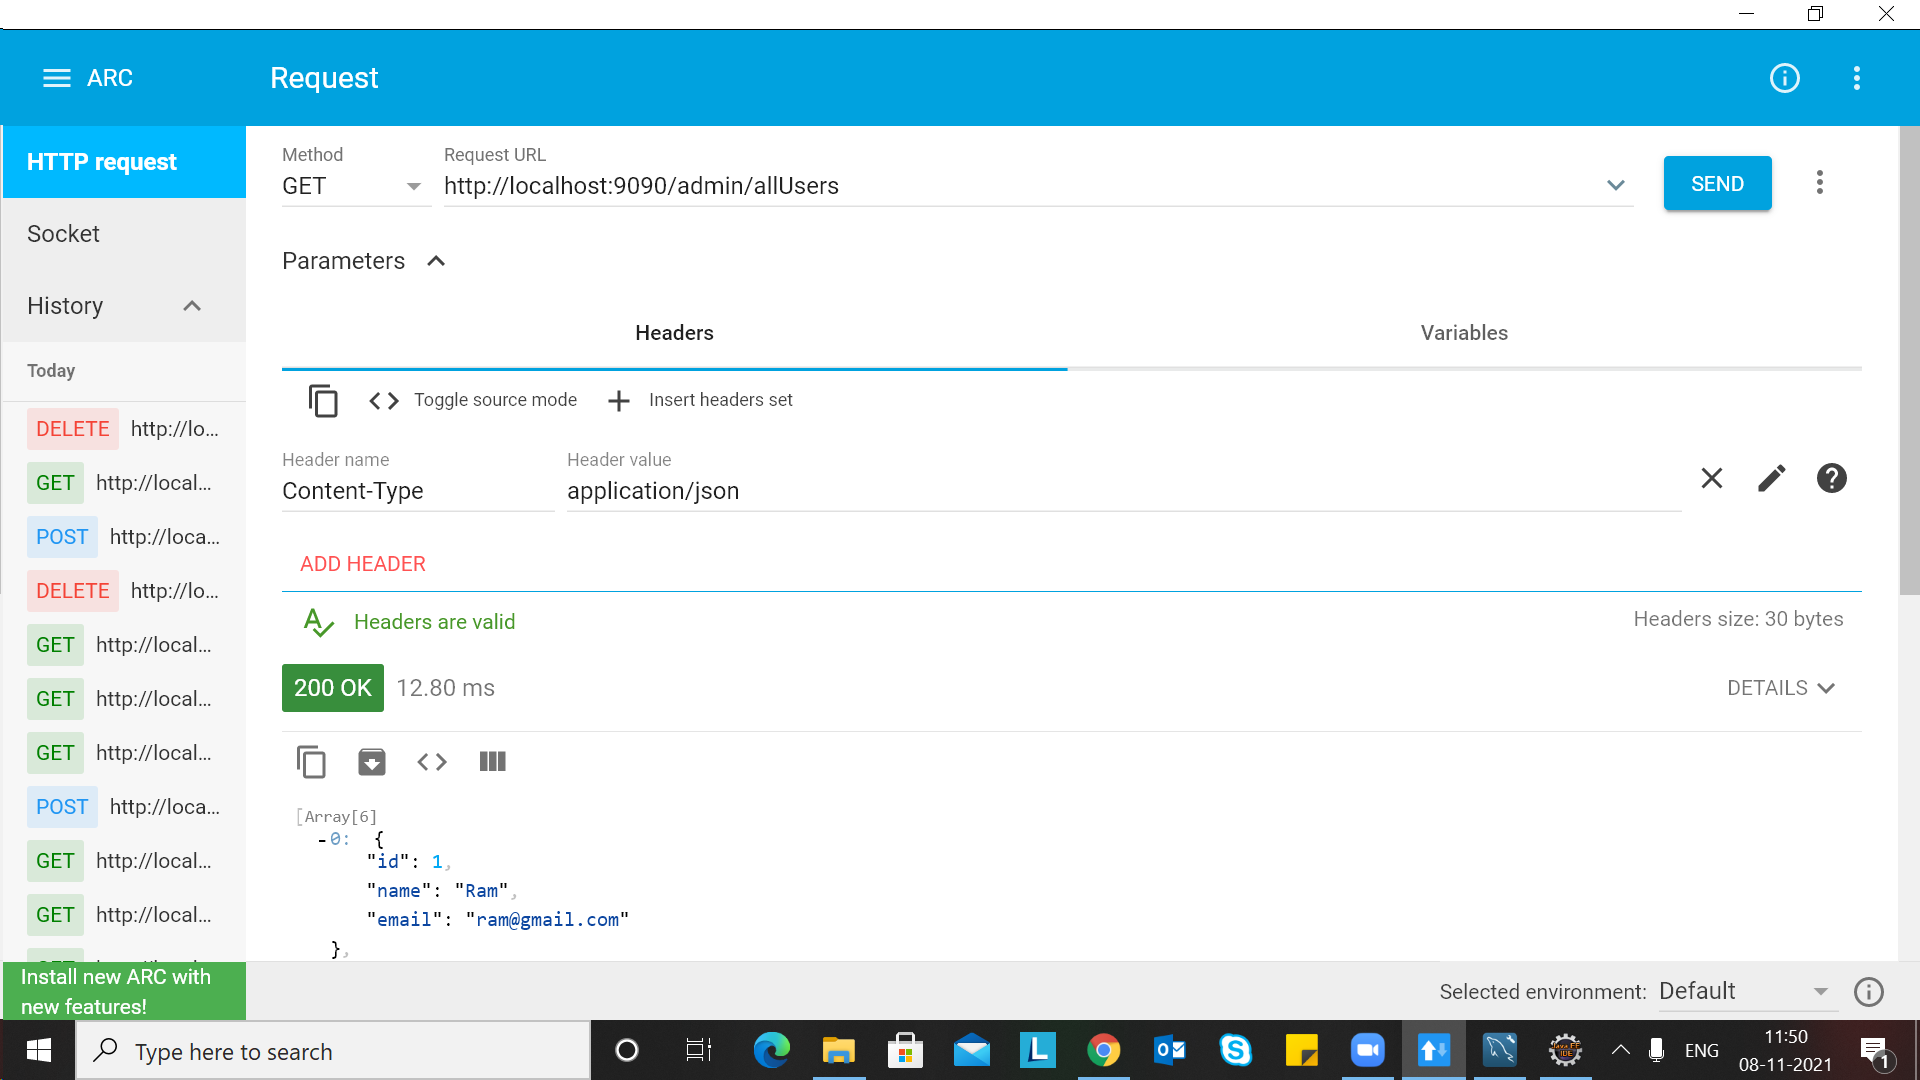 ARC
Request
HTTP request
Socket
History
Today
DELETE http://lo...
GET http://local...
POST http://loca...
DELETE http://lo...
GET http://local...
GET http://local...
GET http://local...
POST http://loca...
GET http://local...
GET http://local...
Install new ARC with
new features!
Method
GET
Request URL
http://localhost:9090/admin/allUsers
SEND
Parameters
Headers
Variables
Toggle source mode
Insert headers set
Header name
Content-Type
Header value
application/json
ADD HEADER
Headers are valid
Headers size: 30 bytes
200 OK
12.80 ms
DETAILS
[Array[6]
-0: {
"id": 1,
"name": "Ram",
"email": "ram@gmail.com"
},
Selected environment: Default
Type here to search
ENG
11:50
08-11-2021
1